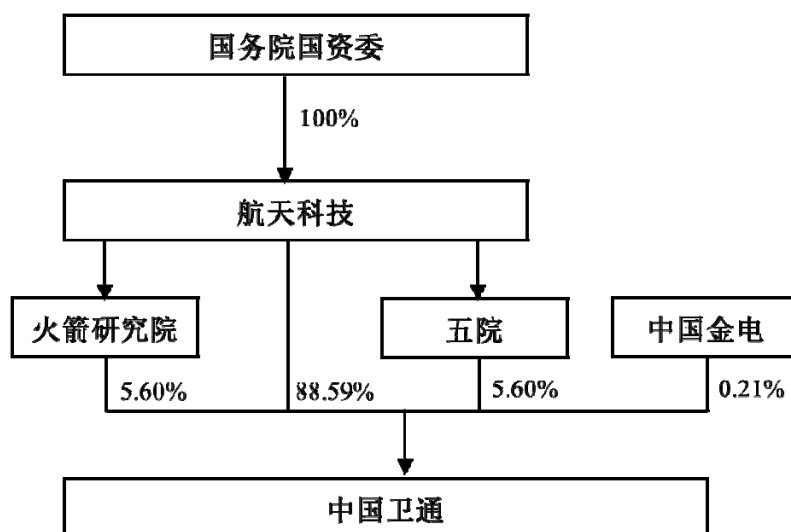 国务院国资委
100%
航天科技
火箭研究院
五院
中国金电
5.60%
88.59%
5.60%
0.21%
中国卫通